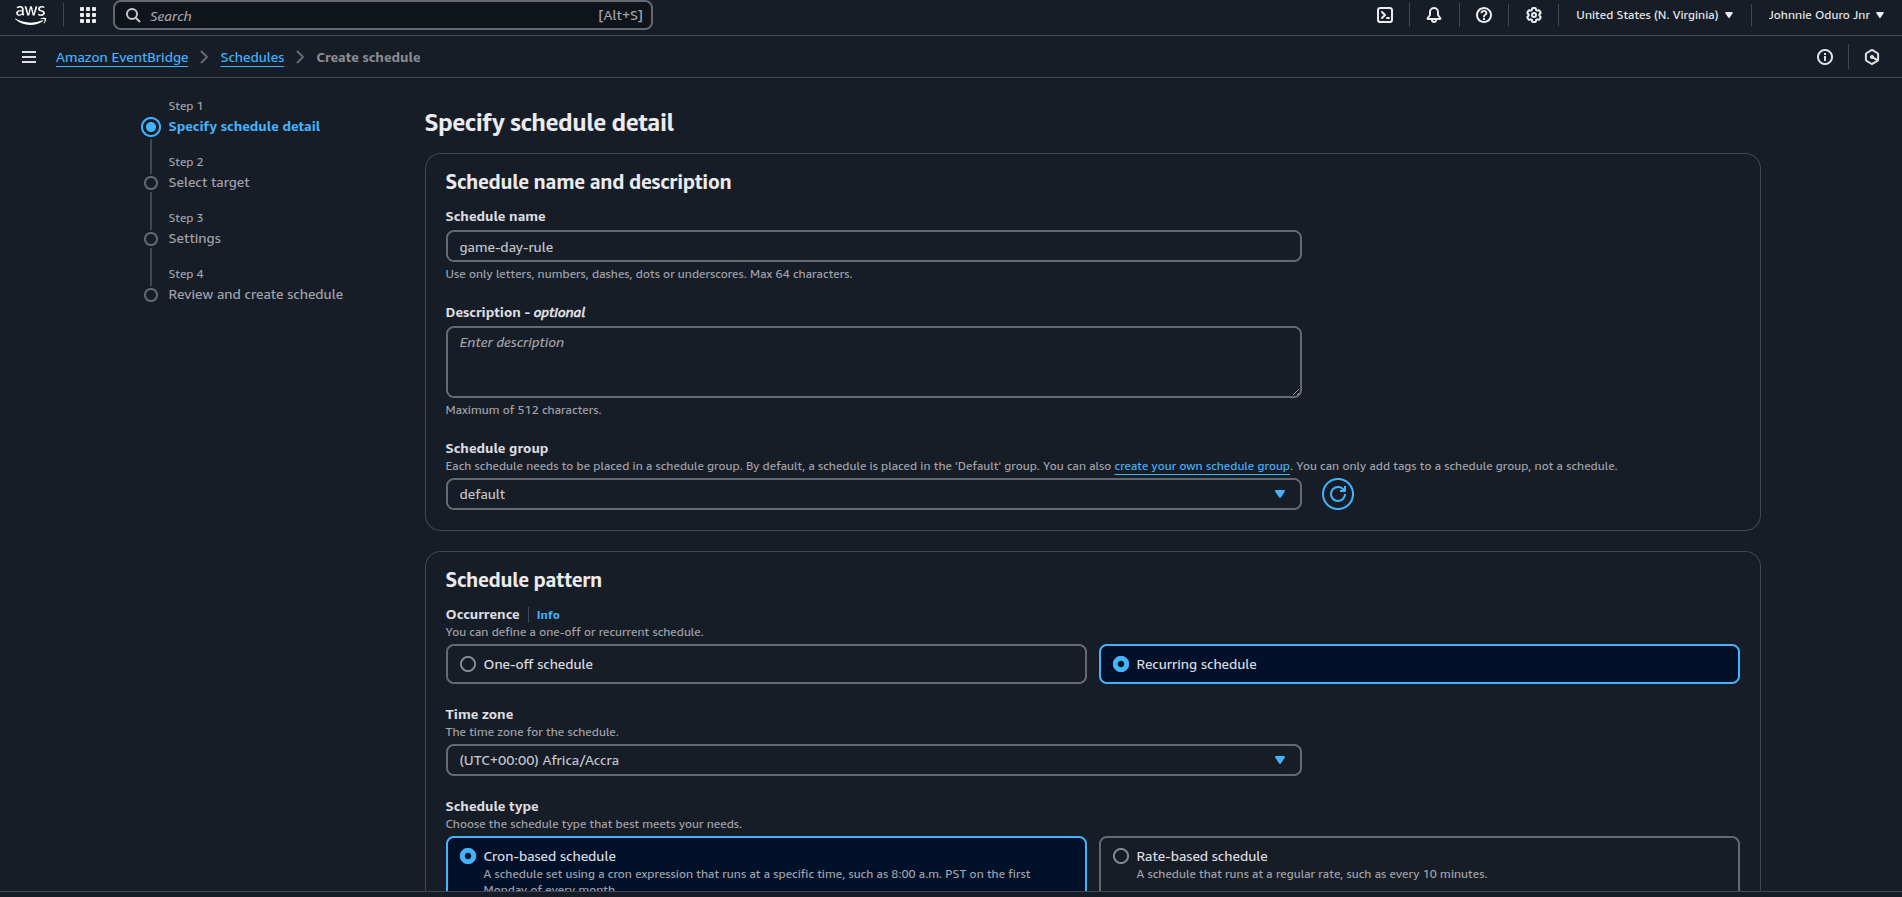 aws
Search [Alt+S]
United States (N. Virginia)
Johnnie Oduro Jnr
Amazon EventBridge
Schedules
Create schedule
Step 1
Specify schedule detail
Step 2
Select target
Step 3
Settings
Step 4
Review and create schedule
Specify schedule detail
Schedule name and description
Schedule name
game-day-rule
Use only letters, numbers, dashes, dots or underscores. Max 64 characters.
Description - optional
Enter description
Maximum of 512 characters.
Schedule group
Each schedule needs to be placed in a schedule group. By default, a schedule is placed in the 'Default' group. You can also create your own schedule group. You can only add tags to a schedule group, not a schedule.
default
Schedule pattern
Occurrence Info
You can define a one-off or recurrent schedule.
One-off schedule
Recurring schedule
Time zone
The time zone for the schedule.
(UTC+00:00) Africa/Accra
Schedule type
Choose the schedule type that best meets your needs.
Cron-based schedule
A schedule set using a cron expression that runs at a specific time, such as 8:00 a.m. PST on the first
Monday of every month.
Rate-based schedule
A schedule that runs at a regular rate, such as every 10 minutes.